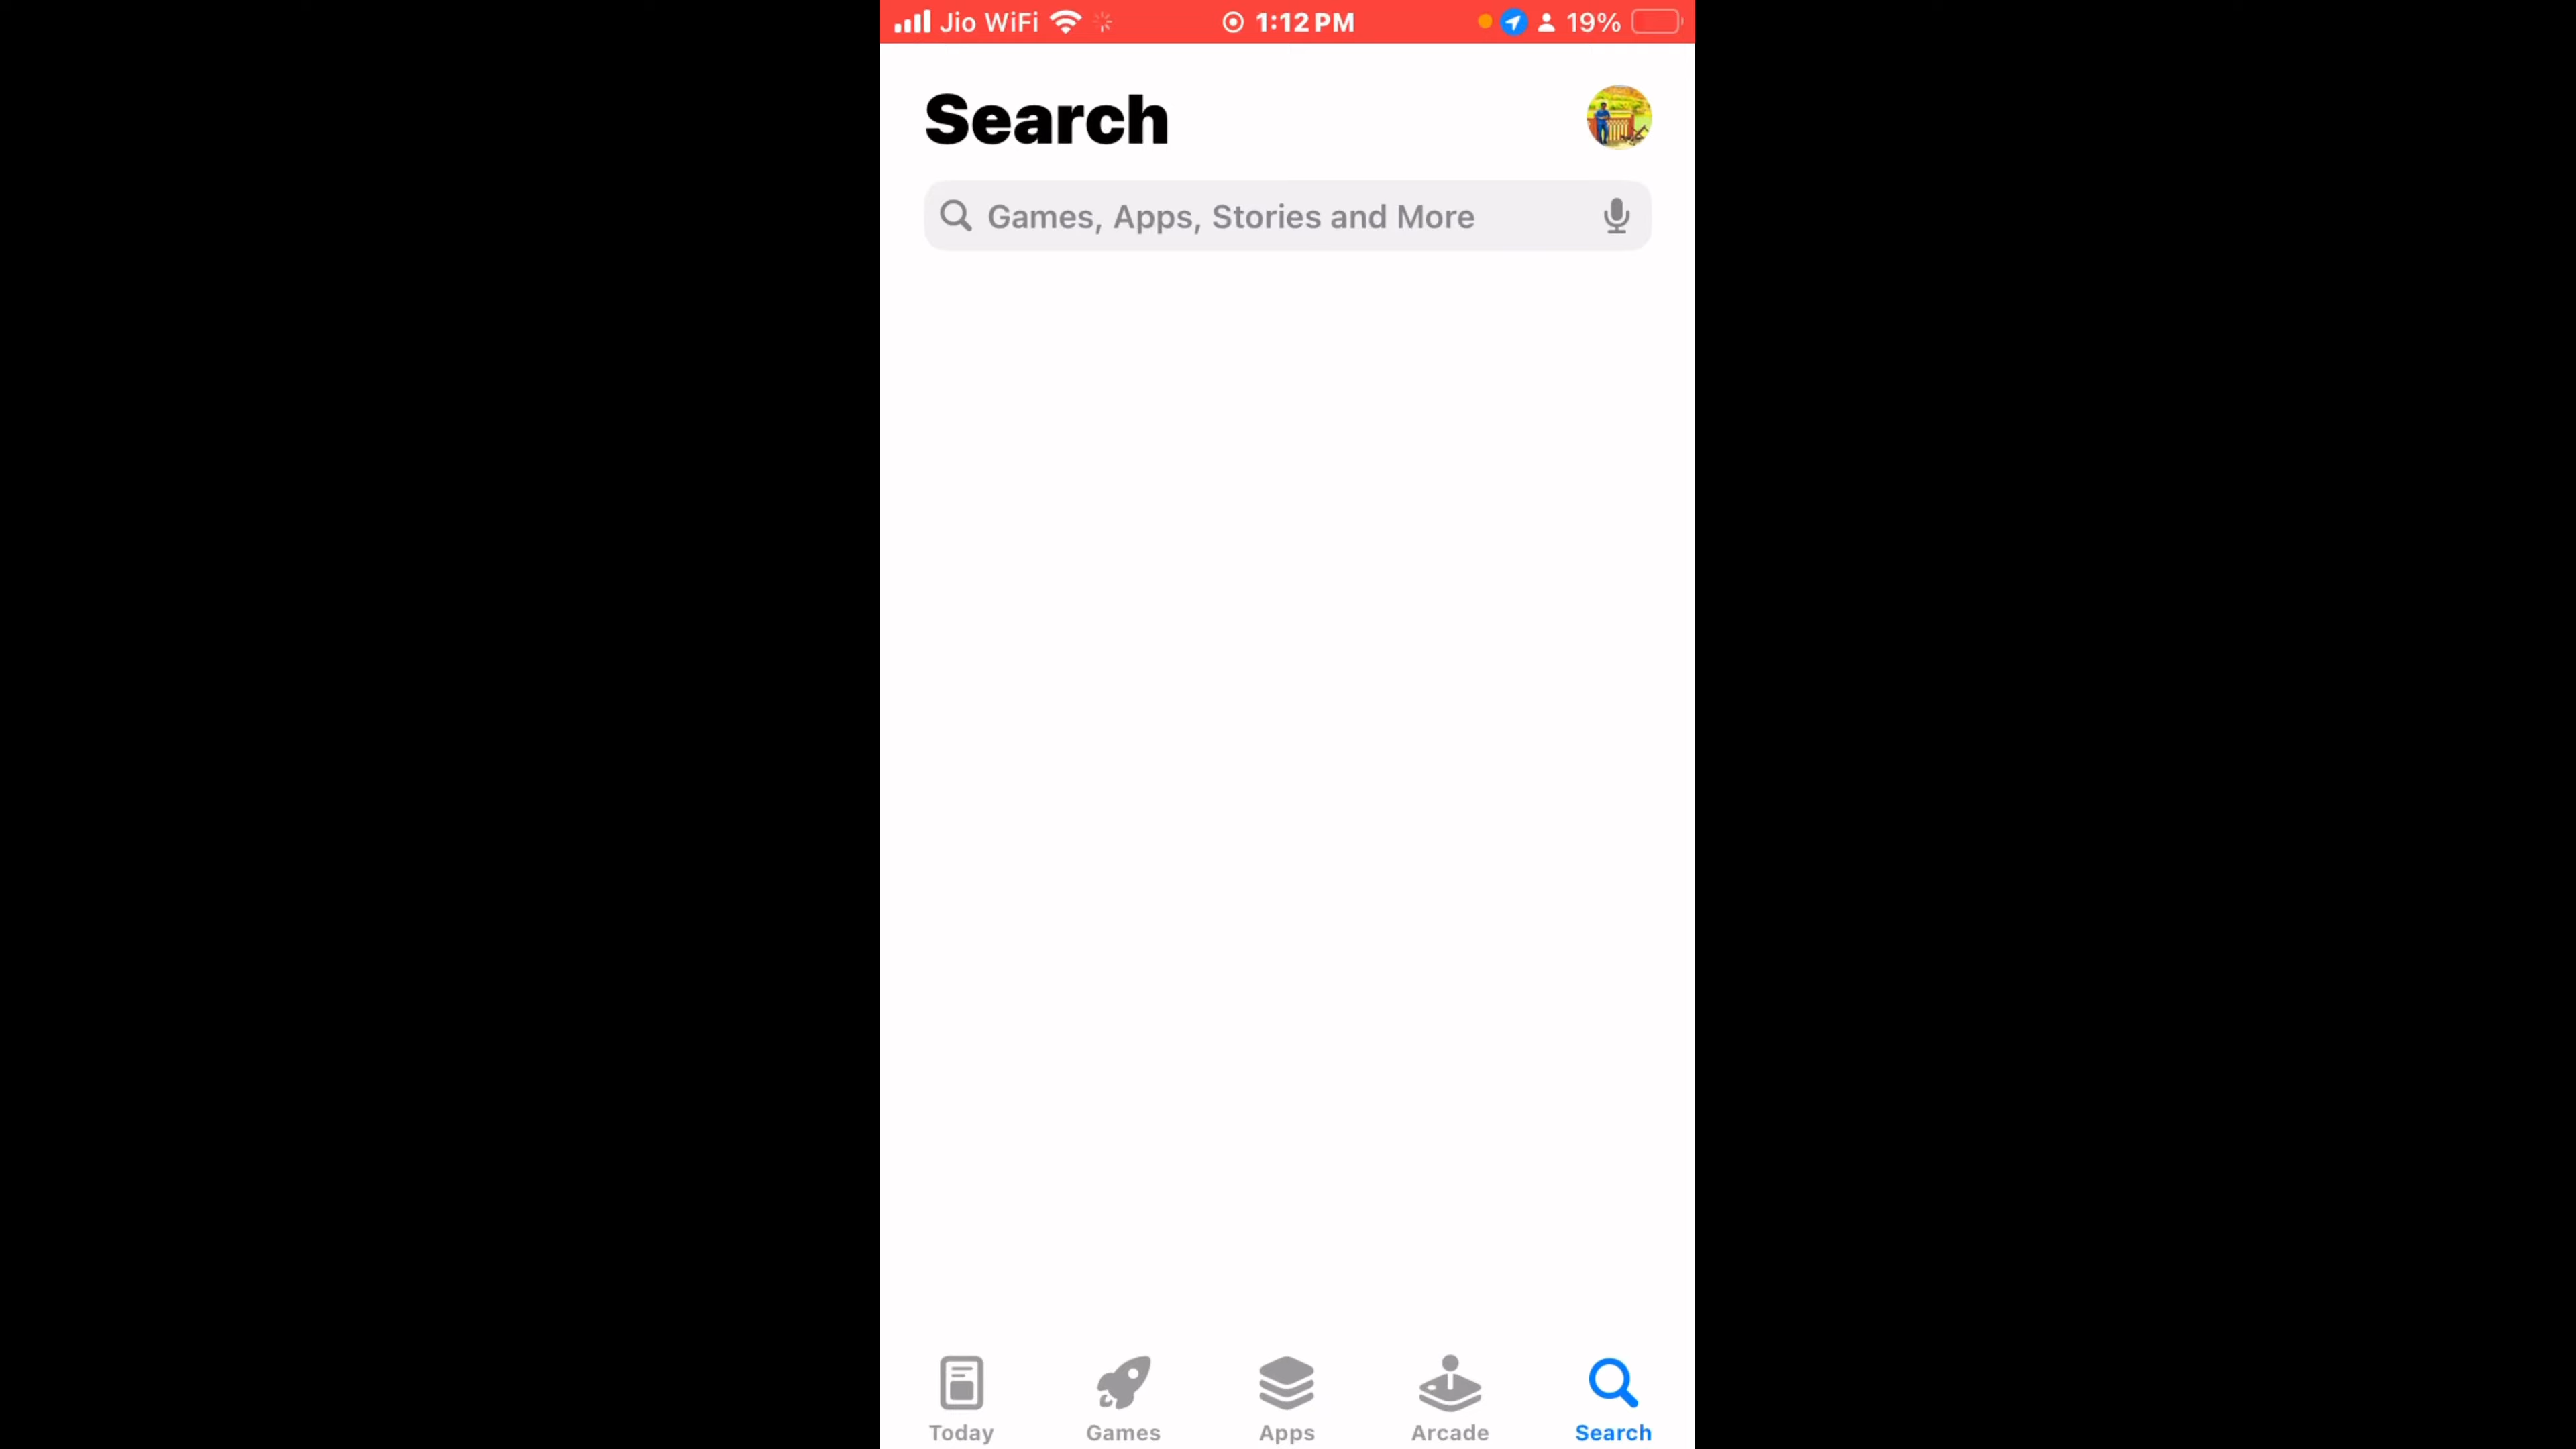 Jio WiFi 1:12 PM 19%
Search
Games, Apps, Stories and More
Today Games Apps Arcade Search